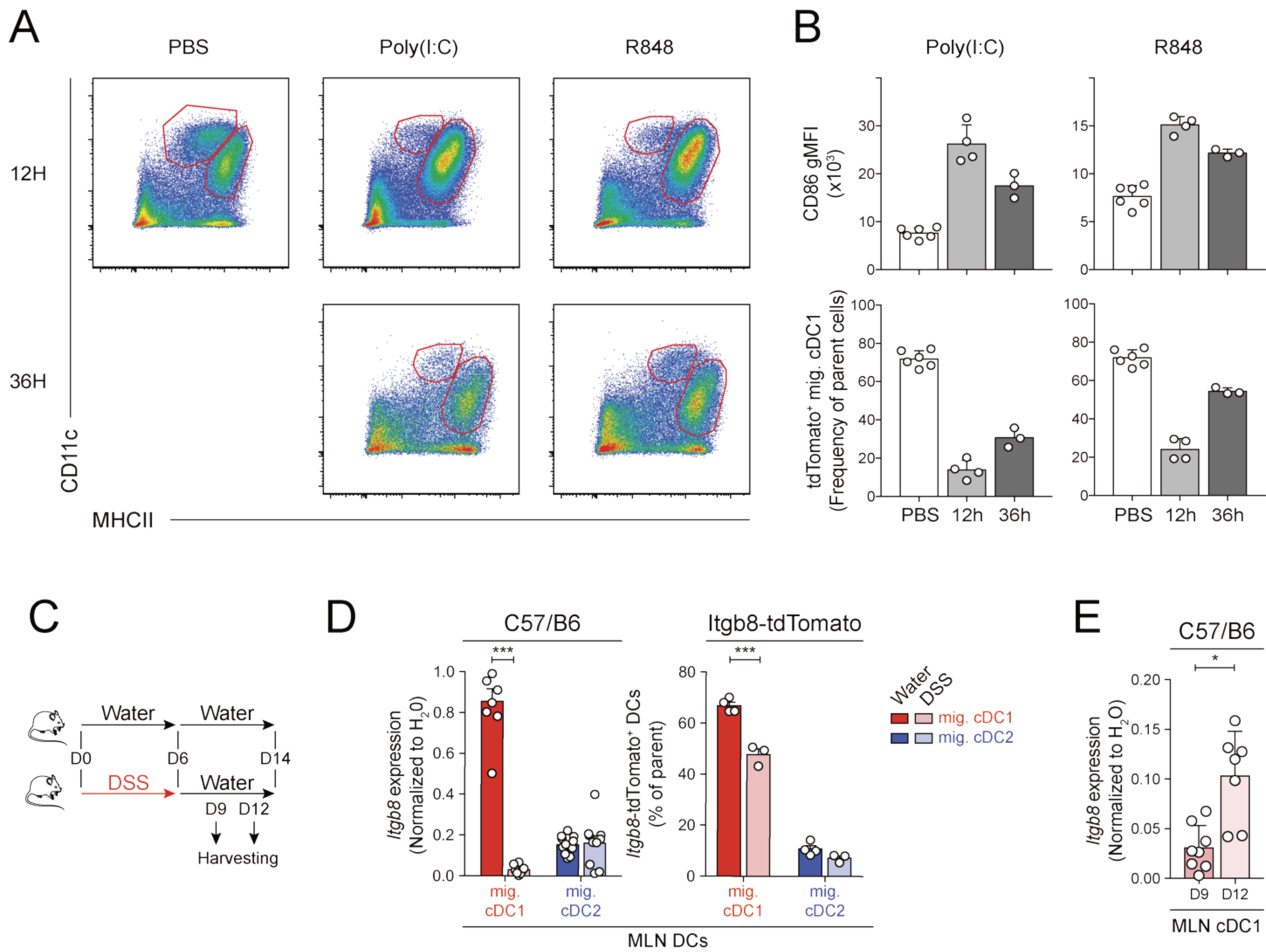 A
PBS
Poly(I:C)
R848
12H
36H
CD11c
MHCII
B
Poly(I:C)
R848
CD86 gMFI
(x10³)
30
20
10
0
15
10
5
0
tdTomato⁺ mig. cDC1
(Frequency of parent cells)
100
80
60
40
20
0
100
80
60
40
20
0
PBS 12h 36h
PBS 12h 36h
C
Water Water
D0 D6 D14
DSS Water
D9 D12
Harvesting
D
C57/B6
Itgb8 expression
(Normalized to H₂0)
1.0
0.8
0.6
0.4
0.2
0.0
***
mig.
cDC1
mig.
cDC2
Itgb8-tdTomato
Itgb8-tdTomato⁺ DCs
(% of parent)
80
60
40
20
0
***
mig.
cDC1
mig.
cDC2
MLN DCs
Water
DSS
mig. cDC1
mig. cDC2
E
C57/B6
Itgb8 expression
(Normalized to H₂O)
0.20
0.15
0.10
0.05
0.00
*
D9 D12
MLN cDC1